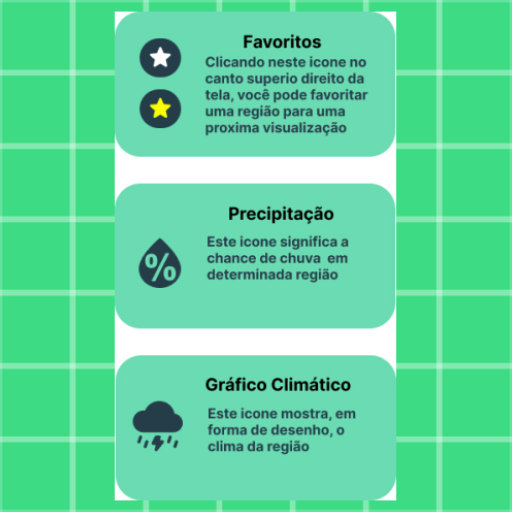 Favoritos
Clicando neste icone no
canto superio direito da
tela, você pode favoritar
uma região para uma
proxima visualização
Precipitação
Este icone significa a
chance de chuva em
determinada região
%
Gráfico Climático
Este icone mostra, em
forma de desenho, o
clima da região